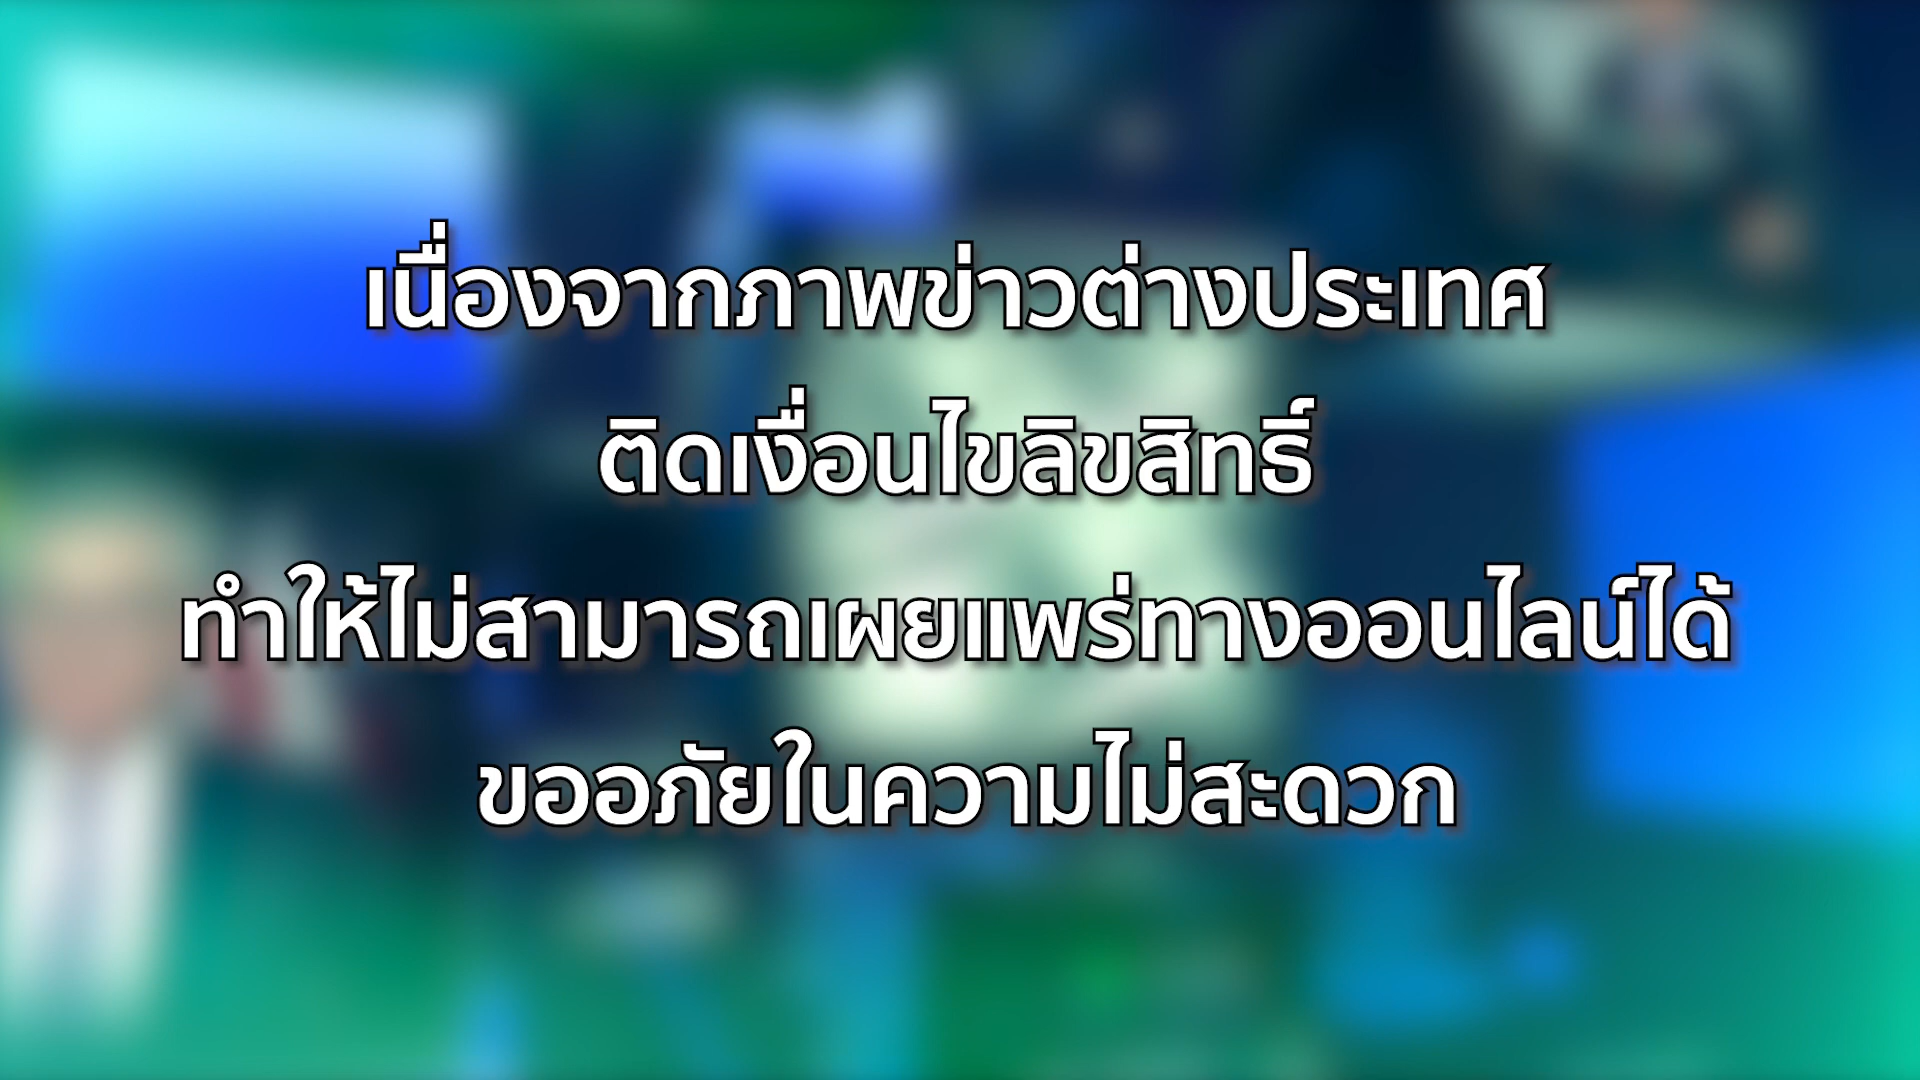 เนื่องจากภาพข่าวต่างประเทศ
ติดเงื่อนไขลิขสิทธิ์
ทำให้ไม่สามารถเผยแพร่ทางออนไลน์ได้
ขออภัยในความไม่สะดวก